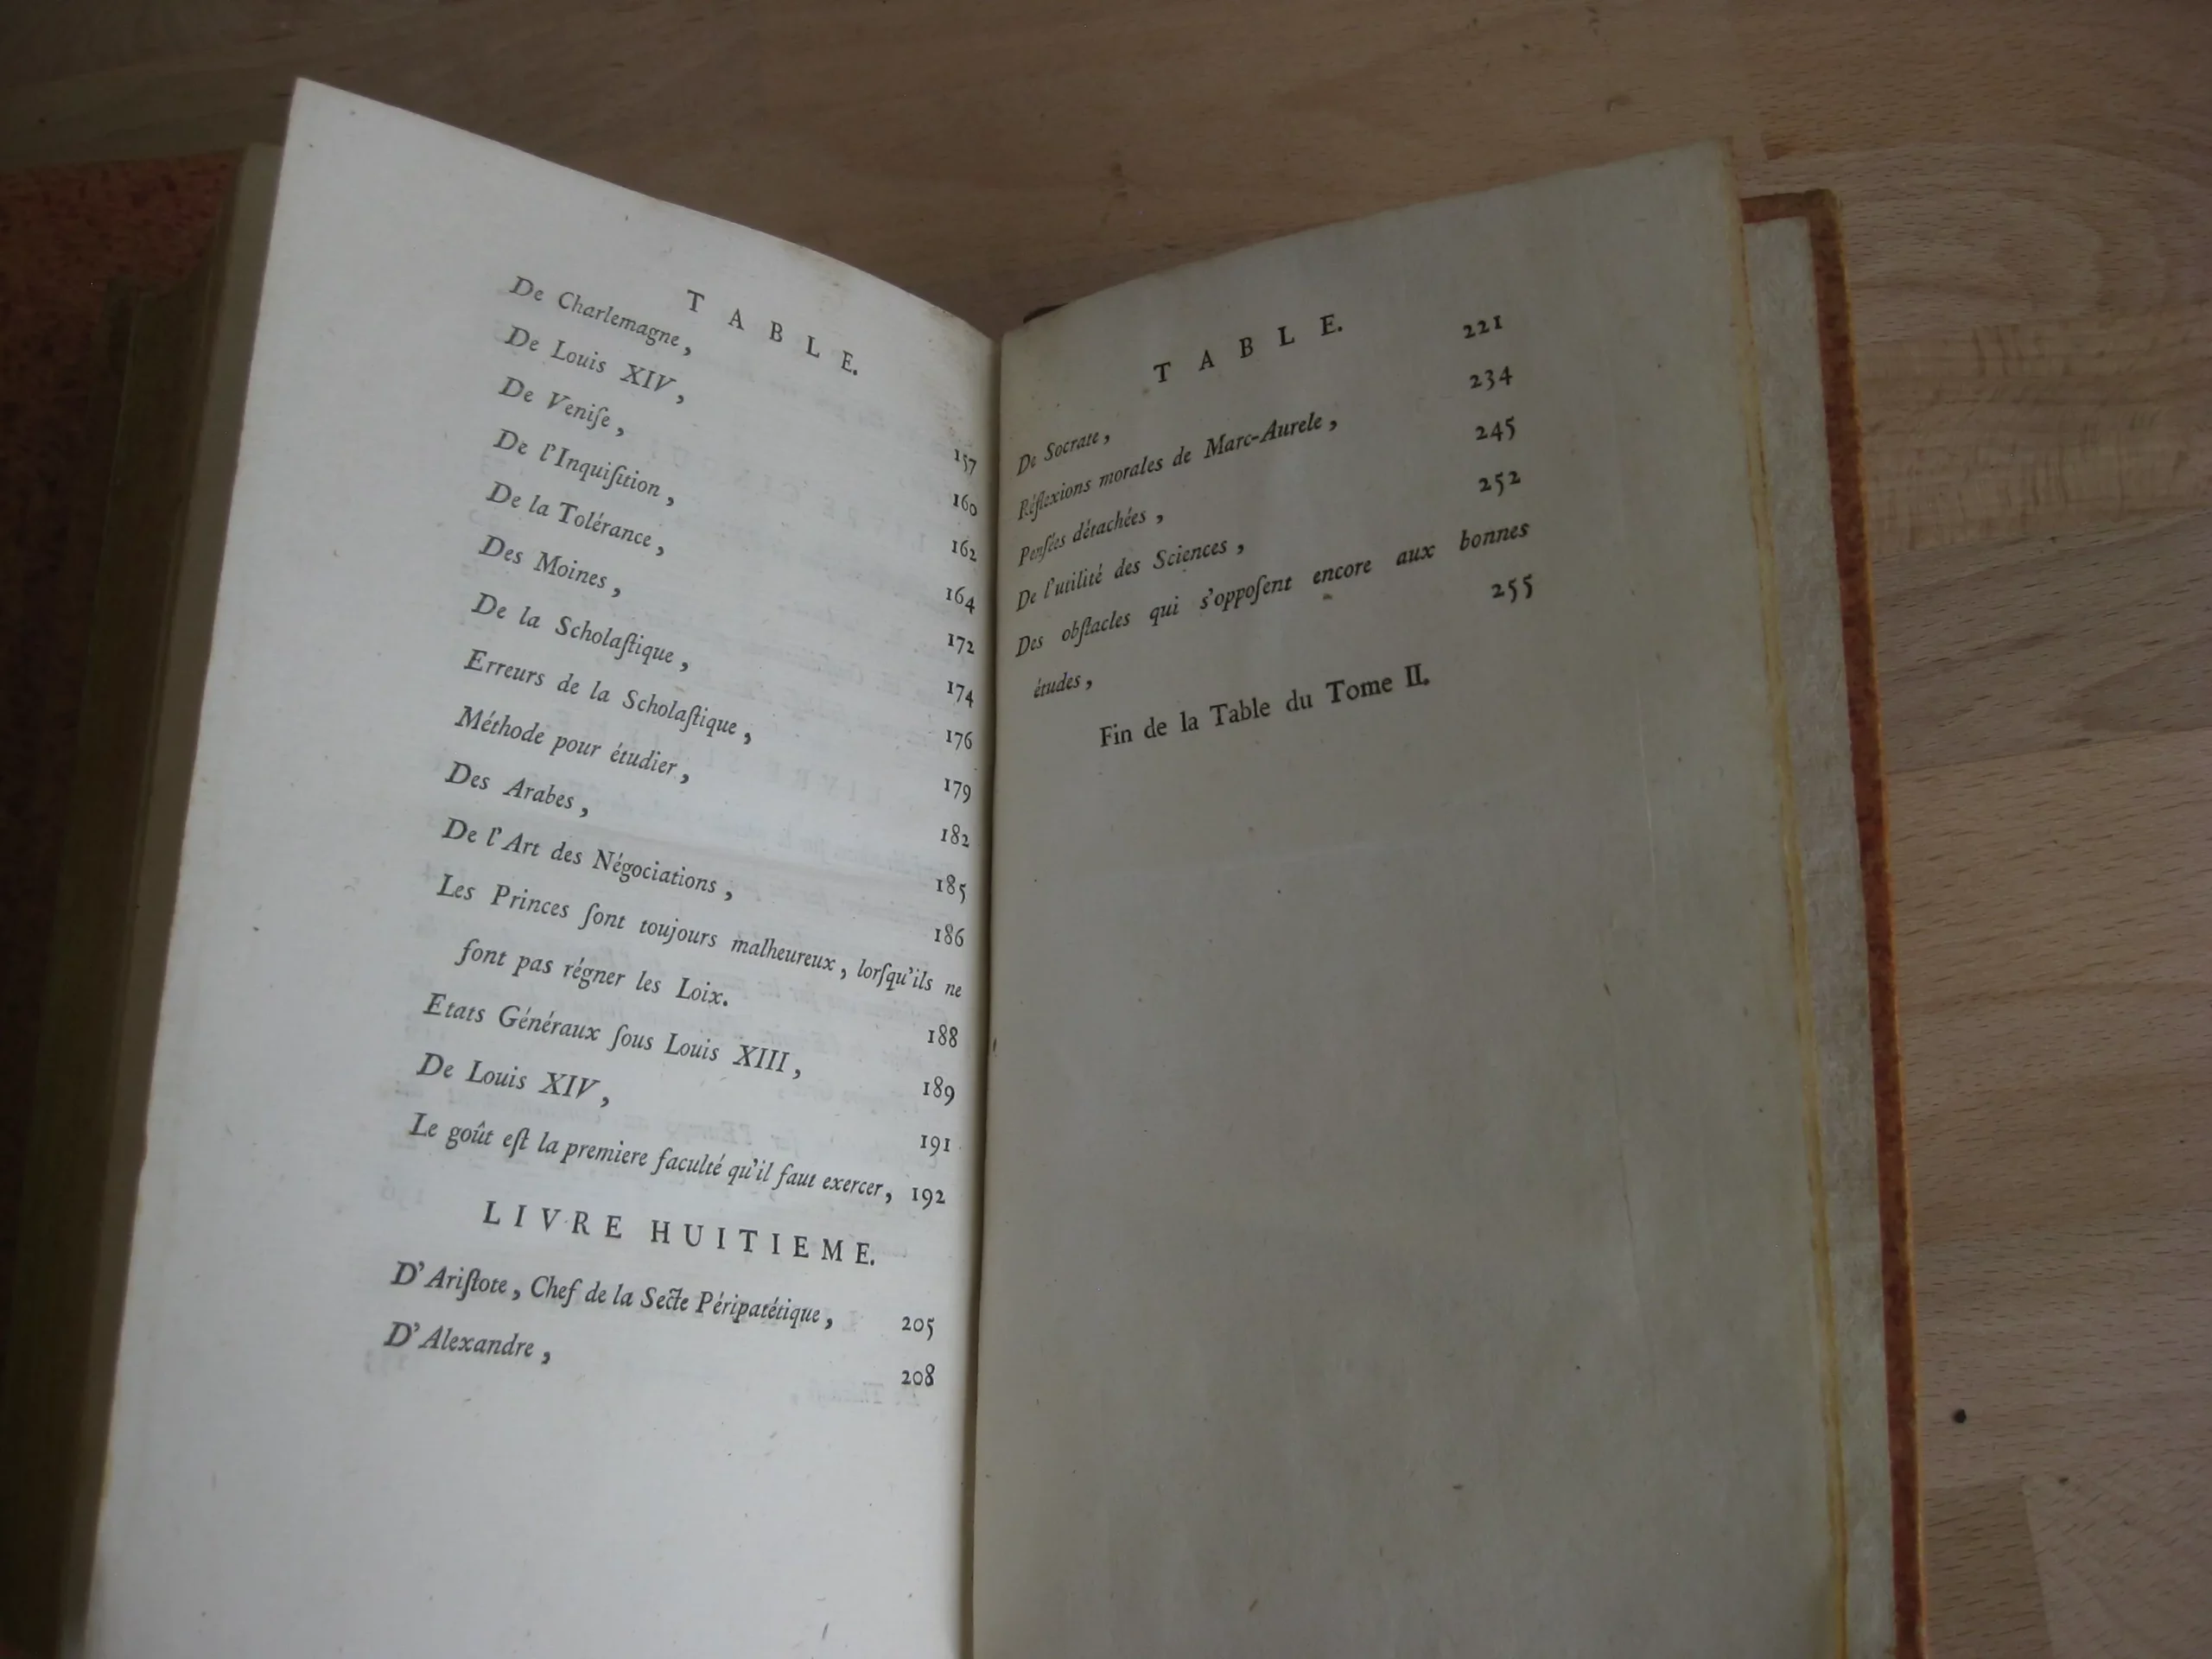 TABLE.
De Charlemagne, 157
De Louis XIV, 160
De Veniſe, 162
De l'Inquiſition, 164
De la Tolérance, 172
Des Moines, 174
De la Scholaſtique, 176
Erreurs de la Scholaſtique, 179
Méthode pour étudier, 182
Des Arabes, 185
De l'Art des Négociations, 186
Les Princes ſont toujours malheureux, lorſqu'ils ne
font pas régner les Loix. 188
Etats Généraux ſous Louis XIII, 189
De Louis XIV, 191
Le goût eſt la premiere faculté qu'il faut exercer, 192
LIVRE HUITIEME.
D'Ariſtote, Chef de la Secte Péripatétique, 205
D'Alexandre, 208
TABLE.
De Socrate, 221
Réflexions morales de Marc-Aurele, 234
Penſées détachées, 245
De l'utilité des Sciences, 252
Des obſtacles qui s'oppoſent encore aux bonnes
études, 255
Fin de la Table du Tome II.